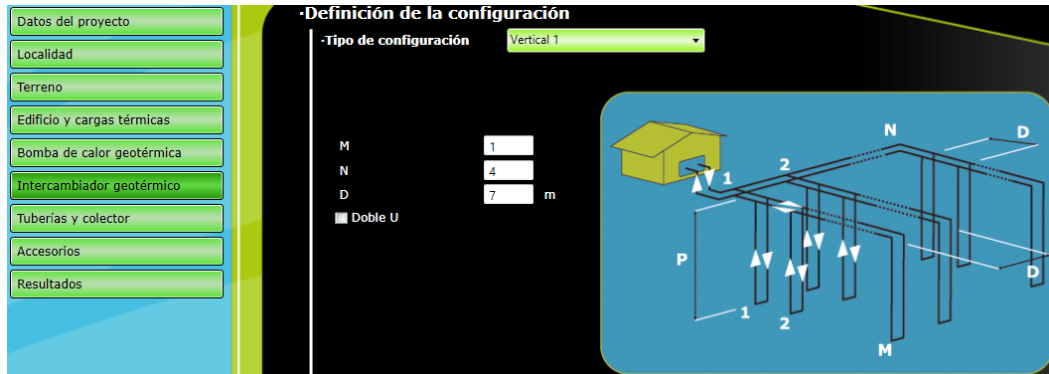 Datos del proyecto
Localidad
Terreno
Edificio y cargas térmicas
Bomba de calor geotérmica
Intercambiador geotérmico
Tuberías y colector
Accesorios
Resultados
·Definición de la configuración
·Tipo de configuración Vertical 1
M 1
N 4
D 7 m
Doble U
N D
2
1
P
D
1
2
M